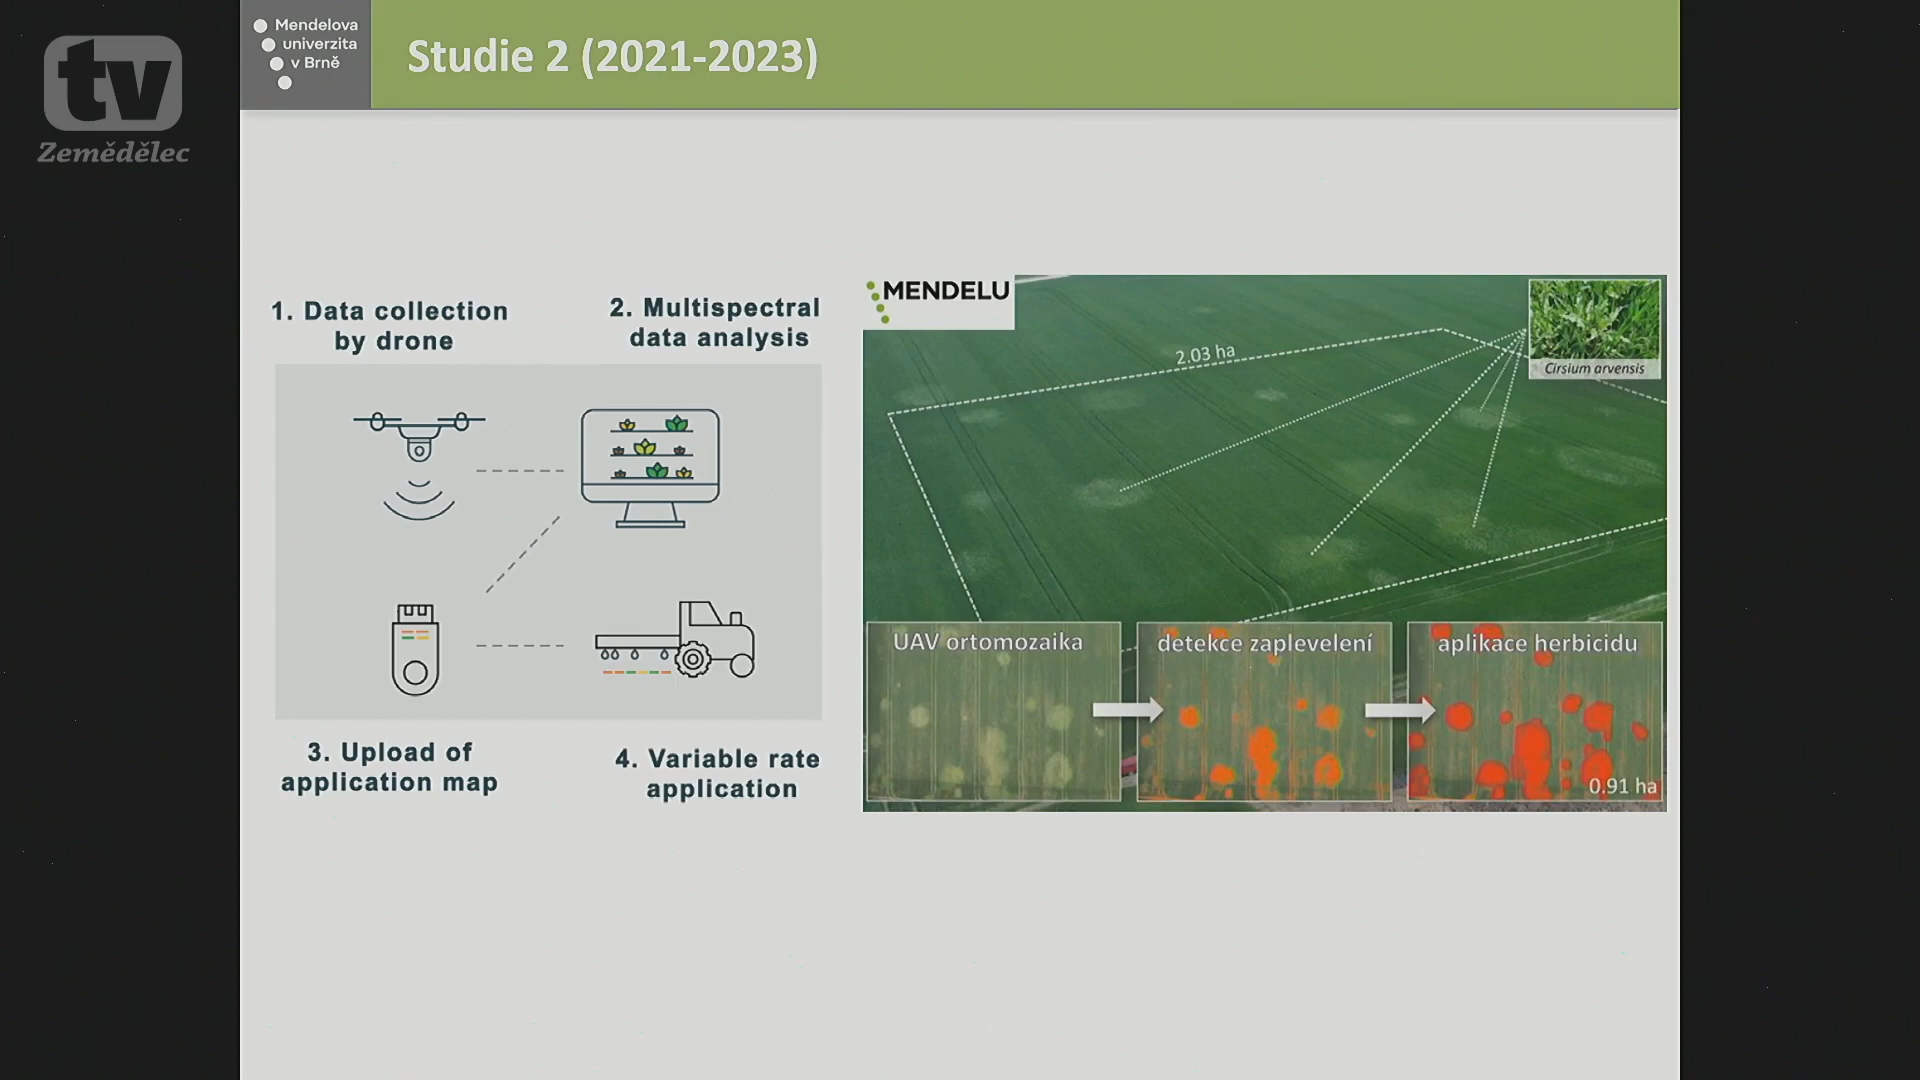 tv
Zemědělec
Mendelova
univerzita
v Brně
Studie 2 (2021-2023)
1. Data collection
by drone
2. Multispectral
data analysis
3. Upload of
application map
4. Variable rate
application
MENDELU
2.03 ha
Cirsium arvensis
UAV ortomozaika
detekce zaplevelení
aplikace herbicidu
0.91 ha